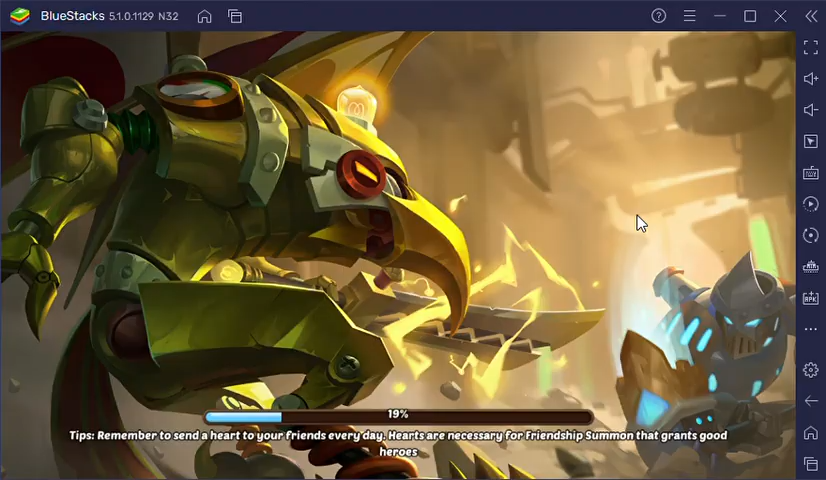 BlueStacks 5.1.0.1129 N32
19%
Tips: Remember to send a heart to your friends every day. Hearts are necessary for Friendship Summon that grants good
heroes